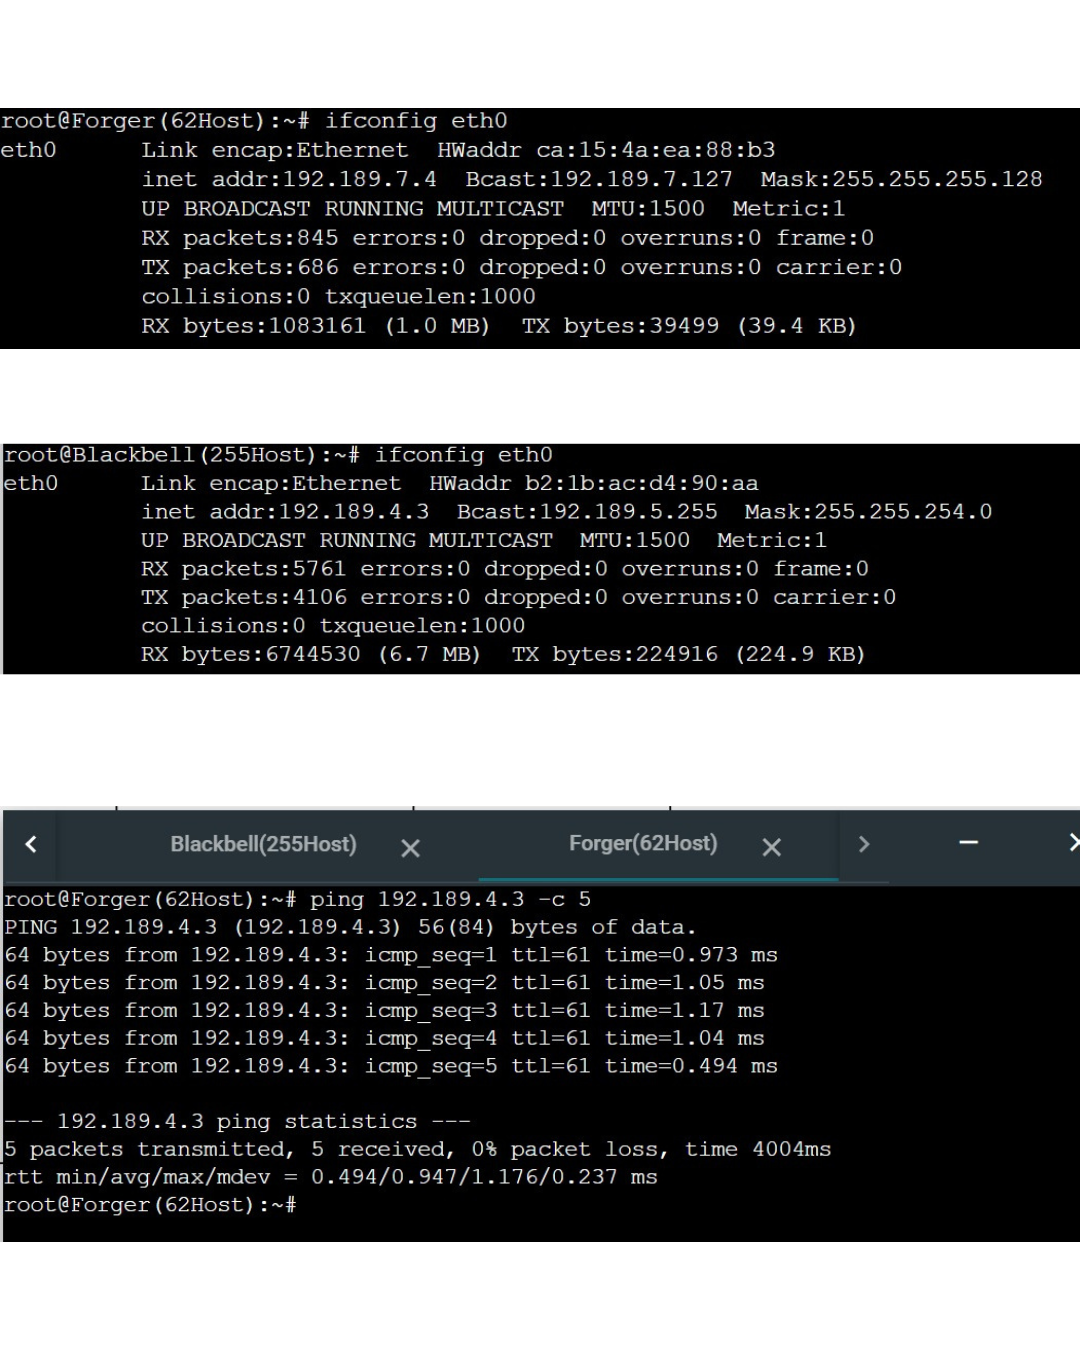 root@Forger(62Host):~# ifconfig eth0
eth0 Link encap:Ethernet HWaddr ca:15:4a:ea:88:b3
inet addr:192.189.7.4 Bcast:192.189.7.127 Mask:255.255.255.128
UP BROADCAST RUNNING MULTICAST MTU:1500 Metric:1
RX packets:845 errors:0 dropped:0 overruns:0 frame:0
TX packets:686 errors:0 dropped:0 overruns:0 carrier:0
collisions:0 txqueuelen:1000
RX bytes:1083161 (1.0 MB) TX bytes:39499 (39.4 KB)
root@Blackbell(255Host):~# ifconfig eth0
eth0 Link encap:Ethernet HWaddr b2:1b:ac:d4:90:aa
inet addr:192.189.4.3 Bcast:192.189.5.255 Mask:255.255.254.0
UP BROADCAST RUNNING MULTICAST MTU:1500 Metric:1
RX packets:5761 errors:0 dropped:0 overruns:0 frame:0
TX packets:4106 errors:0 dropped:0 overruns:0 carrier:0
collisions:0 txqueuelen:1000
RX bytes:6744530 (6.7 MB) TX bytes:224916 (224.9 KB)
Blackbell(255Host) Forger(62Host)
root@Forger(62Host):~# ping 192.189.4.3 -c 5
PING 192.189.4.3 (192.189.4.3) 56(84) bytes of data.
64 bytes from 192.189.4.3: icmp_seq=1 ttl=61 time=0.973 ms
64 bytes from 192.189.4.3: icmp_seq=2 ttl=61 time=1.05 ms
64 bytes from 192.189.4.3: icmp_seq=3 ttl=61 time=1.17 ms
64 bytes from 192.189.4.3: icmp_seq=4 ttl=61 time=1.04 ms
64 bytes from 192.189.4.3: icmp_seq=5 ttl=61 time=0.494 ms
--- 192.189.4.3 ping statistics ---
5 packets transmitted, 5 received, 0% packet loss, time 4004ms
rtt min/avg/max/mdev = 0.494/0.947/1.176/0.237 ms
root@Forger(62Host):~#